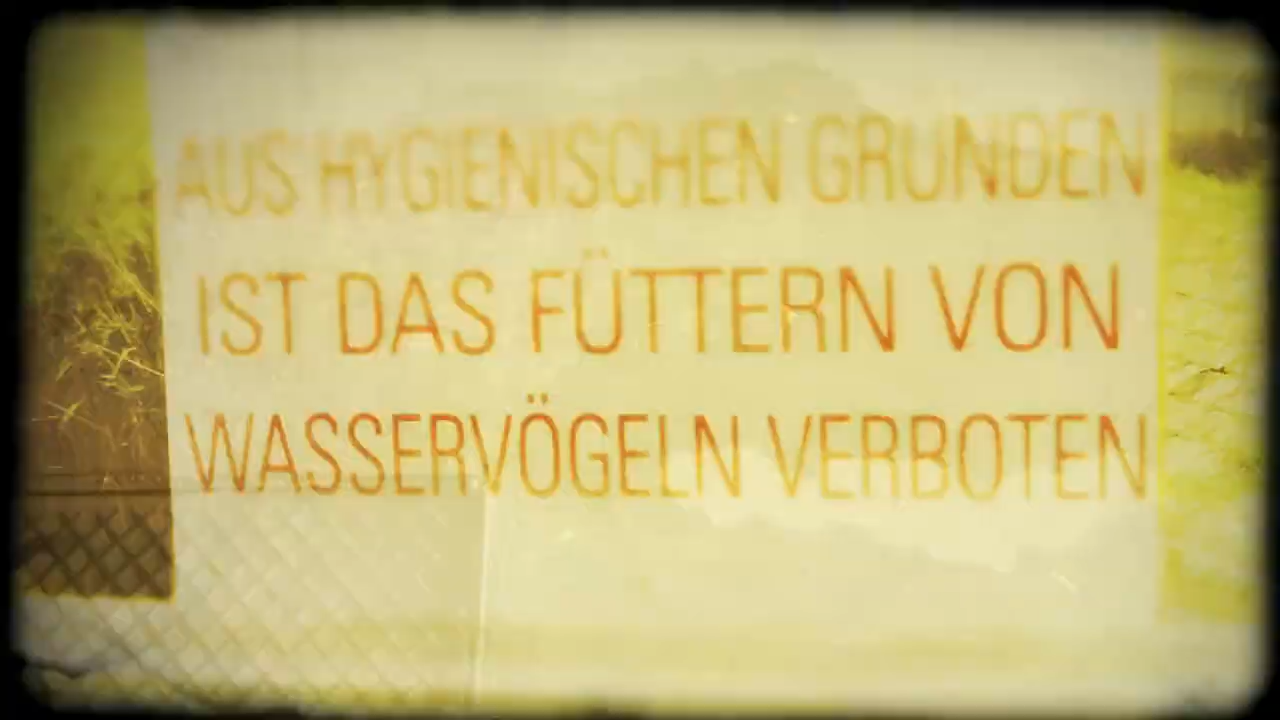 AUS HYGIENISCHEN GRUNDEN
IST DAS FÜTTERN VON
WASSERVÖGELN VERBOTEN